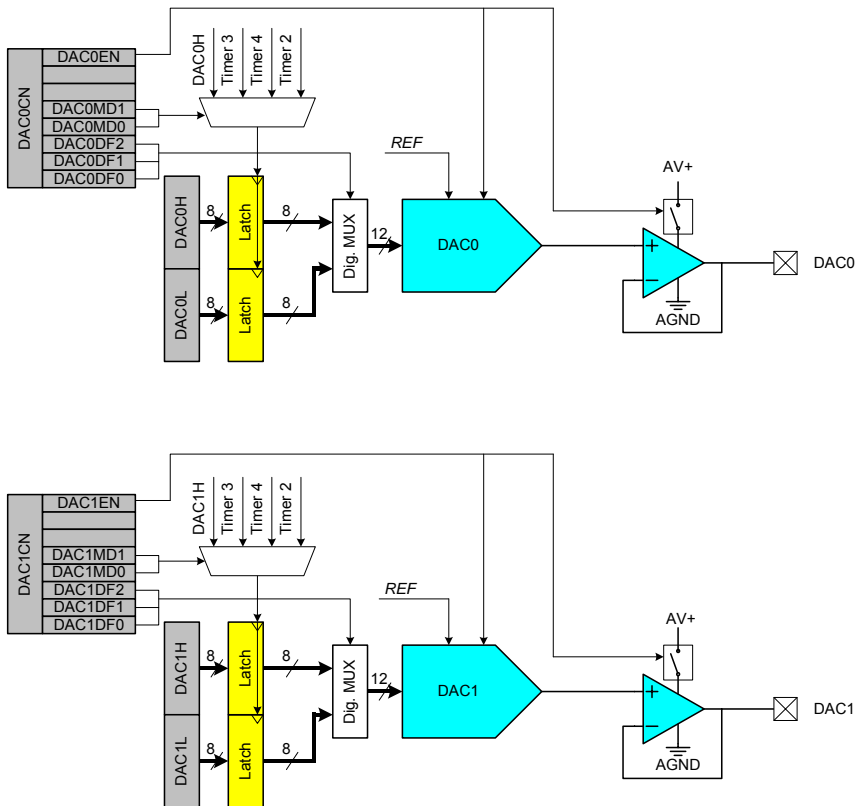 DAC0CN
DAC0EN
DAC0MD1
DAC0MD0
DAC0DF2
DAC0DF1
DAC0DF0
DAC0H
Timer 3
Timer 4
Timer 2
REF
AV+
DAC0H
8
Latch
8
Dig. MUX
12
DAC0
+
−
DAC0
DAC0L
8
Latch
8
AGND
DAC1CN
DAC1EN
DAC1MD1
DAC1MD0
DAC1DF2
DAC1DF1
DAC1DF0
DAC1H
Timer 3
Timer 4
Timer 2
REF
AV+
DAC1H
8
Latch
8
Dig. MUX
12
DAC1
+
−
DAC1
DAC1L
8
Latch
8
AGND